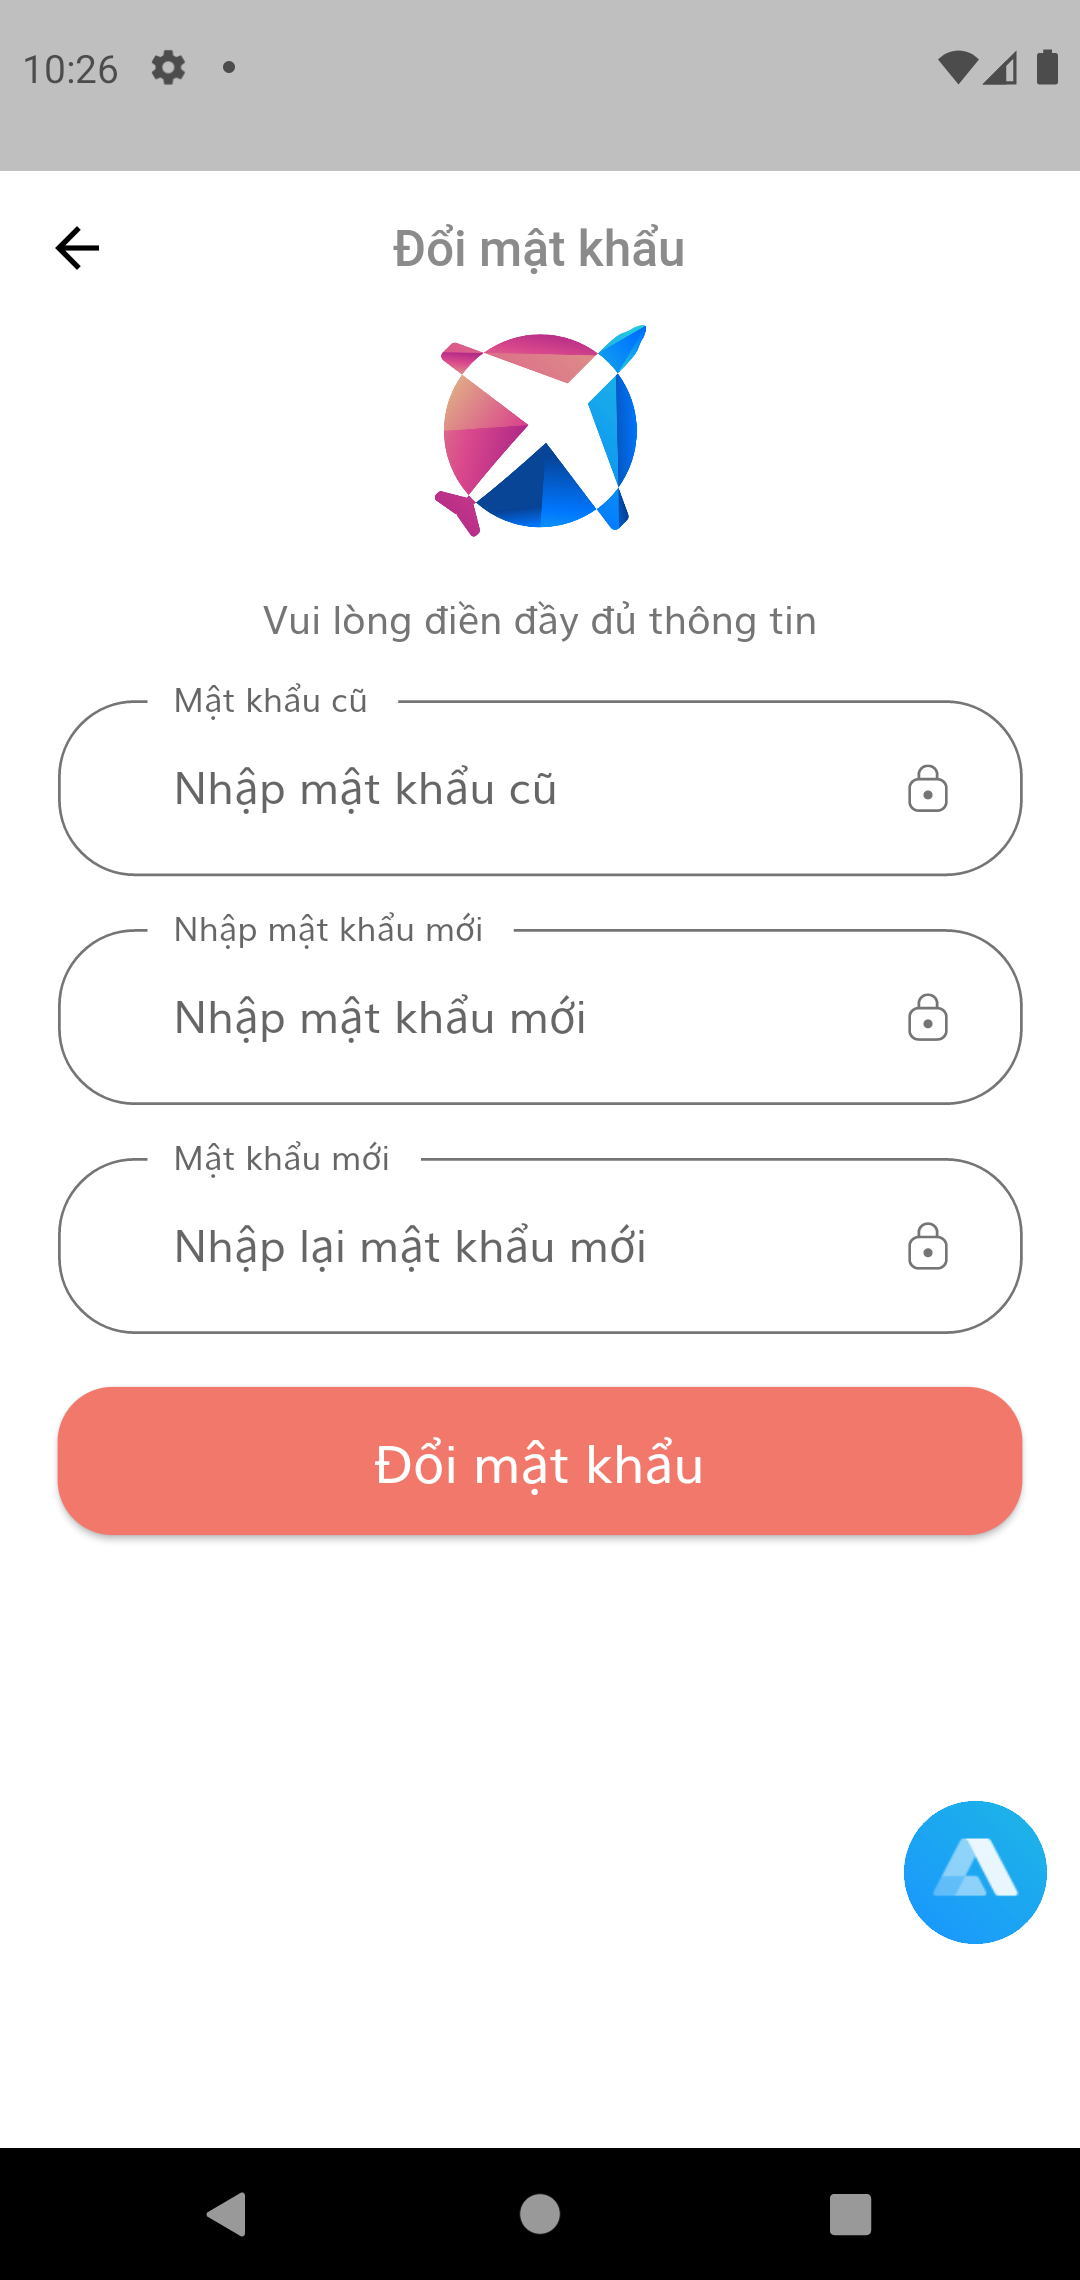 10:26
Đổi mật khẩu
Vui lòng điền đầy đủ thông tin
Mật khẩu cũ
Nhập mật khẩu cũ
Nhập mật khẩu mới
Nhập mật khẩu mới
Mật khẩu mới
Nhập lại mật khẩu mới
Đổi mật khẩu